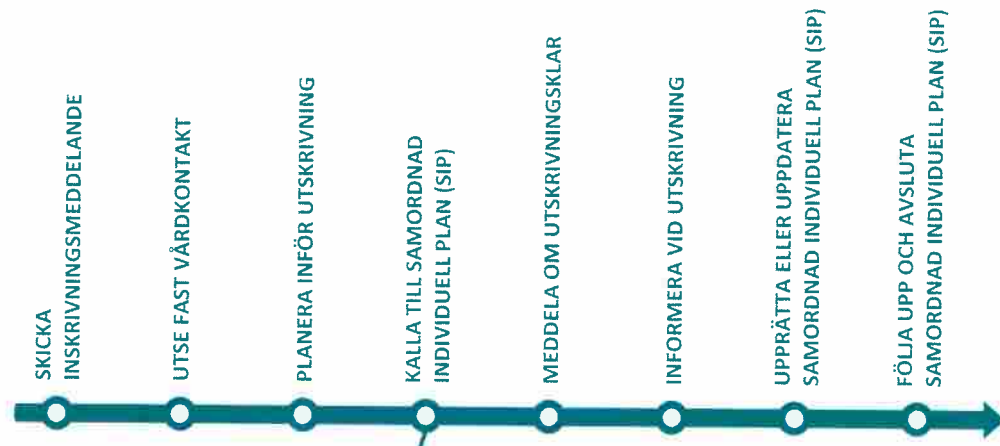 SKICKA
INSKRIVNINGSMEDDELANDE
UTSE FAST VÅRDKONTAKT
PLANERA INFÖR UTSKRIVNING
KALLA TILL SAMORDNAD
INDIVIDUELL PLAN (SIP)
MEDDELA OM UTSKRIVNINGSKLAR
INFORMERA VID UTSKRIVNING
UPPRÄTTA ELLER UPPDATERA
SAMORDNAD INDIVIDUELL PLAN (SIP)
FÖLJA UPP OCH AVSLUTA
SAMORDNAD INDIVIDUELL PLAN (SIP)